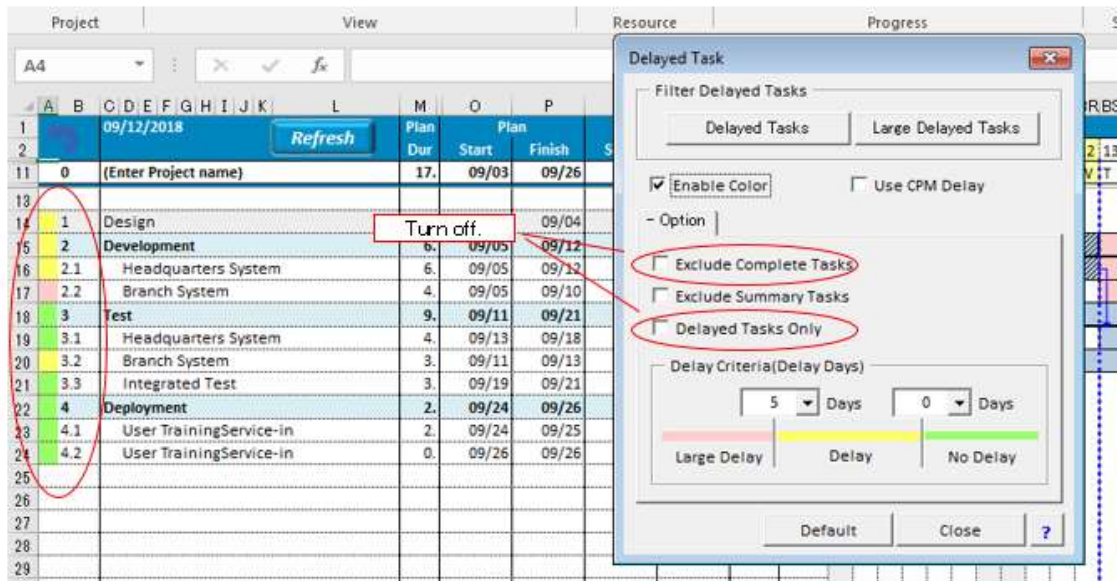 Project View Resource Progress
A4 fx
A B C D E F G H I J K L M O P
1 09/12/2018 Refresh Plan Plan
2 Dur Start Finish
11 0 (Enter Project name) 17. 09/03 09/26
13
14 1 Design 09/04
15 2 Development 6. 09/05 09/12
16 2.1 Headquarters System 6. 09/05 09/12
17 2.2 Branch System 4. 09/05 09/10
18 3 Test 9. 09/11 09/21
19 3.1 Headquarters System 4. 09/13 09/18
20 3.2 Branch System 3. 09/11 09/13
21 3.3 Integrated Test 3. 09/19 09/21
22 4 Deployment 2. 09/24 09/26
23 4.1 User TrainingService-in 2. 09/24 09/25
24 4.2 User TrainingService-in 0. 09/26 09/26
25
26
27
28
29
Turn off.
Delayed Task
Filter Delayed Tasks
Delayed Tasks Large Delayed Tasks
Enable Color Use CPM Delay
- Option
Exclude Complete Tasks
Exclude Summary Tasks
Delayed Tasks Only
Delay Criteria(Delay Days)
5 Days 0 Days
Large Delay Delay No Delay
Default Close ?